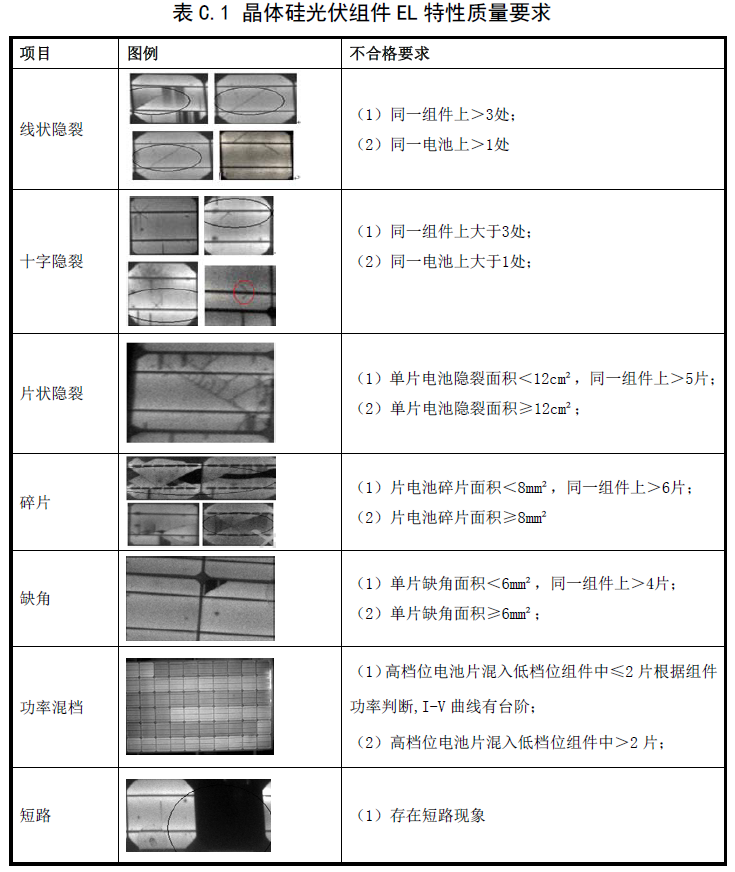 表 C.1 晶体硅光伏组件 EL 特性质量要求
项目
图例
不合格要求
线状隐裂
（1）同一组件上＞3处；
（2）同一电池上＞1处
十字隐裂
（1）同一组件上大于3处；
（2）同一电池上大于1处；
片状隐裂
（1）单片电池隐裂面积＜12cm²，同一组件上＞5片；
（2）单片电池隐裂面积≥12cm²；
碎片
（1）片电池碎片面积＜8mm²，同一组件上＞6片；
（2）片电池碎片面积≥8mm²
缺角
（1）单片缺角面积＜6mm²，同一组件上＞4片；
（2）单片缺角面积≥6mm²；
功率混档
（1）高档位电池片混入低档位组件中≤2片根据组件
功率判断,I-V 曲线有台阶；
（2）高档位电池片混入低档位组件中＞2片；
短路
（1）存在短路现象